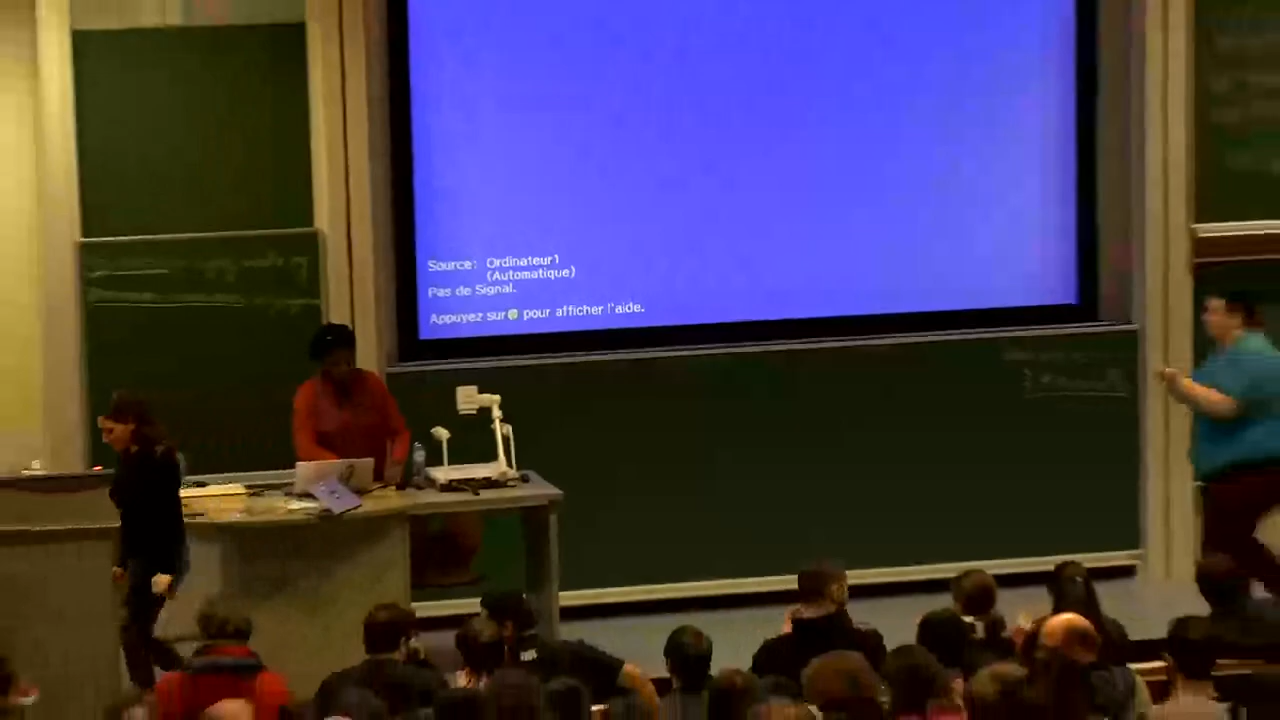 Source: Ordinateur1
(Automatique)
Pas de Signal.
Appuyez sur pour afficher l'aide.